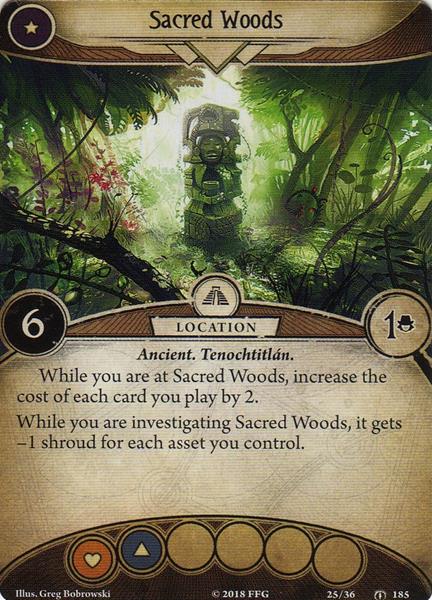 Sacred Woods
6
LOCATION
1
Ancient. Tenochtitlán.
While you are at Sacred Woods, increase the
cost of each card you play by 2.
While you are investigating Sacred Woods, it gets
–1 shroud for each asset you control.
Illus. Greg Bobrowski
© 2018 FFG
25/36
185